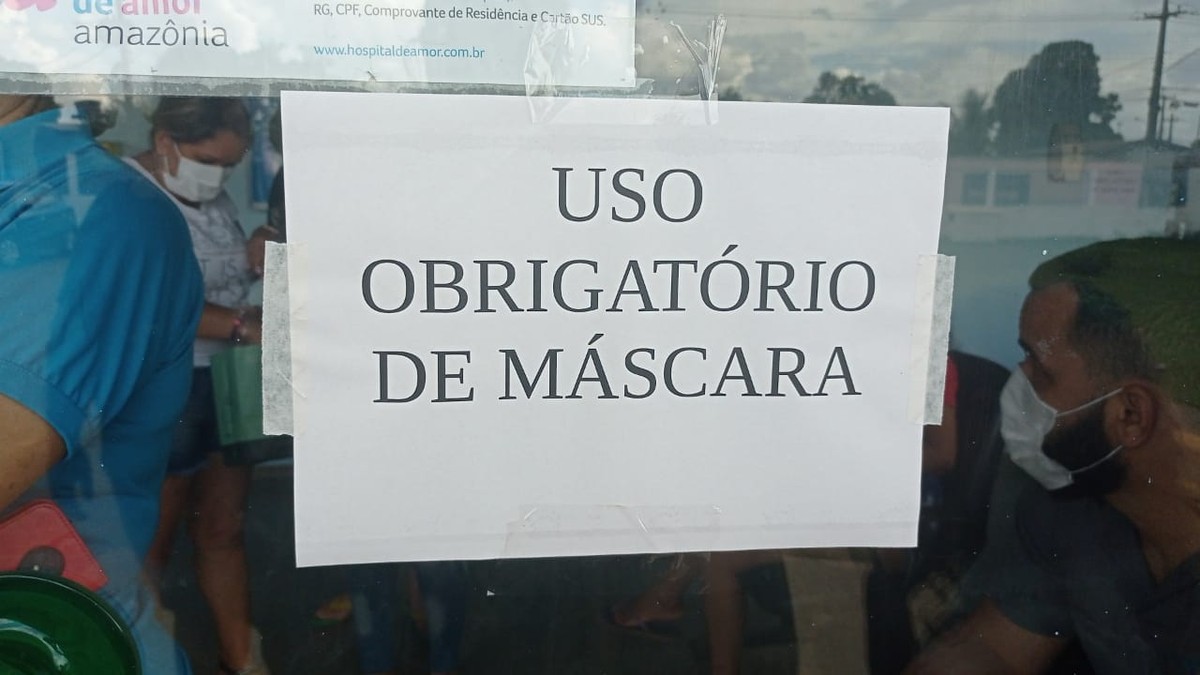 de amor
amazônia
RG, CPF, Comprovante de Residência e Cartão SUS.
www.hospitaldeamor.com.br
USO
OBRIGATÓRIO
DE MÁSCARA